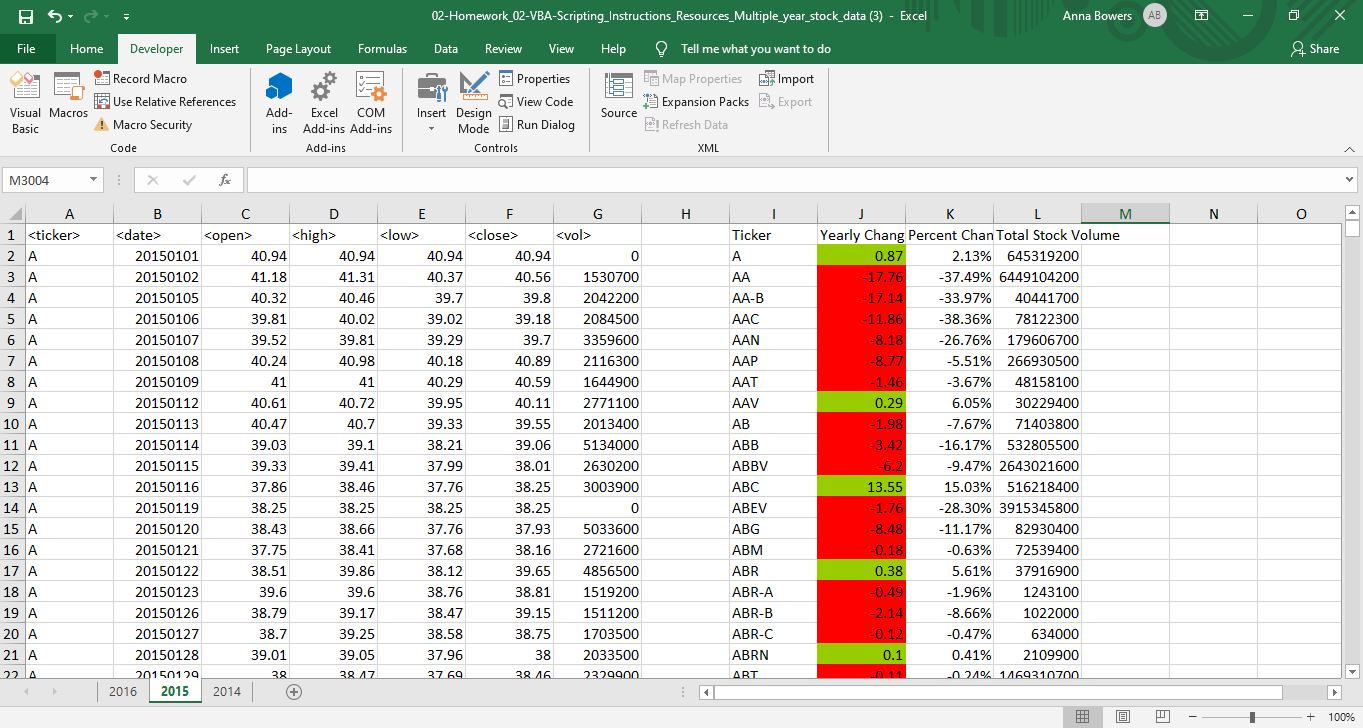 02-Homework_02-VBA-Scripting_Instructions_Resources_Multiple_year_stock_data (3) - Excel Anna Bowers AB
File Home Developer Insert Page Layout Formulas Data Review View Help Tell me what you want to do Share
Visual Basic Macros Record Macro Use Relative References Macro Security
Add-ins Excel Add-ins COM Add-ins
Insert Design Mode Properties View Code Run Dialog
Source Map Properties Expansion Packs Refresh Data Import Export
Code Add-ins Controls XML
M3004 fx
A B C D E F G H I J K L M N O
1 <ticker> <date> <open> <high> <low> <close> <vol> Ticker Yearly Chang Percent Chan Total Stock Volume
2 A 20150101 40.94 40.94 40.94 40.94 0 A 0.87 2.13% 645319200
3 A 20150102 41.18 41.31 40.37 40.56 1530700 AA -17.76 -37.49% 6449104200
4 A 20150105 40.32 40.46 39.7 39.8 2042200 AA-B -17.14 -33.97% 40441700
5 A 20150106 39.81 40.02 39.02 39.18 2084500 AAC -11.86 -38.36% 78122300
6 A 20150107 39.52 39.81 39.29 39.7 3359600 AAN -8.18 -26.76% 179606700
7 A 20150108 40.24 40.98 40.18 40.89 2116300 AAP -8.77 -5.51% 266930500
8 A 20150109 41 41 40.29 40.59 1644900 AAT -1.46 -3.67% 48158100
9 A 20150112 40.61 40.72 39.95 40.11 2771100 AAV 0.29 6.05% 30229400
10 A 20150113 40.47 40.7 39.33 39.55 2013400 AB -1.98 -7.67% 71403800
11 A 20150114 39.03 39.1 38.21 39.06 5134000 ABB -3.42 -16.17% 532805500
12 A 20150115 39.33 39.41 37.99 38.01 2630200 ABBV -6.2 -9.47% 2643021600
13 A 20150116 37.86 38.46 37.76 38.25 3003900 ABC 13.55 15.03% 516218400
14 A 20150119 38.25 38.25 38.25 38.25 0 ABEV -1.76 -28.30% 3915345800
15 A 20150120 38.43 38.66 37.76 37.93 5033600 ABG -8.48 -11.17% 82930400
16 A 20150121 37.75 38.41 37.68 38.16 2721600 ABM -0.18 -0.63% 72539400
17 A 20150122 38.51 39.86 38.12 39.65 4856500 ABR 0.38 5.61% 37916900
18 A 20150123 39.6 39.6 38.76 38.81 1519200 ABR-A -0.49 -1.96% 1243100
19 A 20150126 38.79 39.17 38.47 39.15 1511200 ABR-B -2.14 -8.66% 1022000
20 A 20150127 38.7 39.25 38.58 38.75 1703500 ABR-C -0.12 -0.47% 634000
21 A 20150128 39.01 39.05 37.96 38 2033500 ABRN 0.1 0.41% 2109900
22 A 20150129 38 38.47 37.69 38.46 2329900 ABT -0.11 -0.24% 1469310700
2016 2015 2014
100%